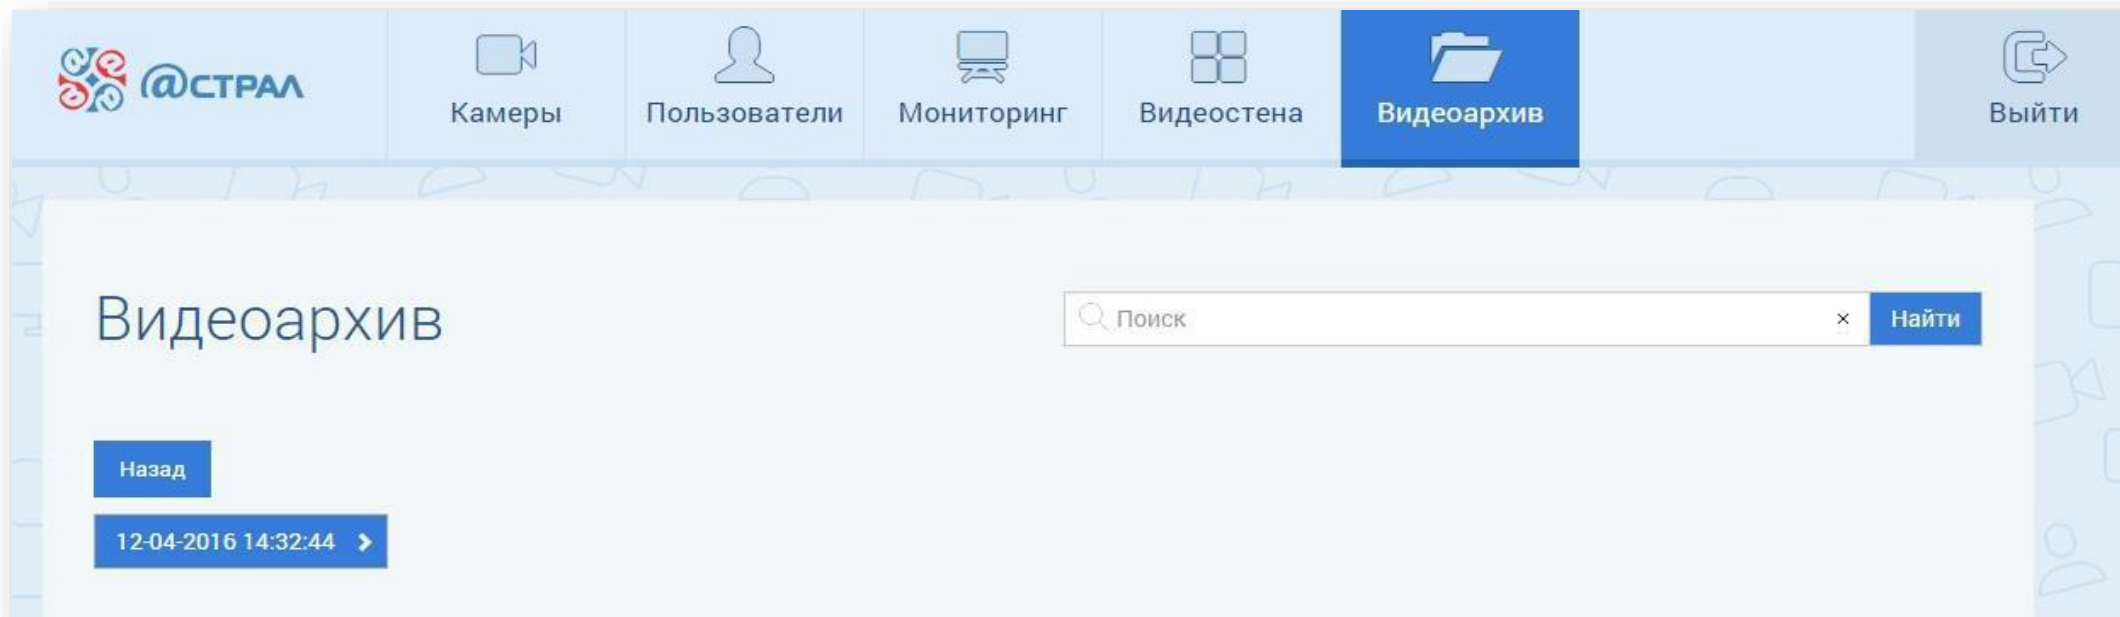 @СТРАЛ
Камеры
Пользователи
Мониторинг
Видеостена
Видеоархив
Выйти
Видеоархив
Поиск
×
Найти
Назад
12-04-2016 14:32:44